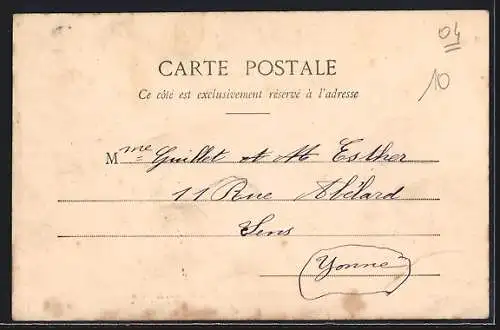 04
10
CARTE POSTALE
Ce côté est exclusivement réservé à l'adresse
Mme Guillet et Mlle Esther
11 Rue Abélard
Sens
Yonne